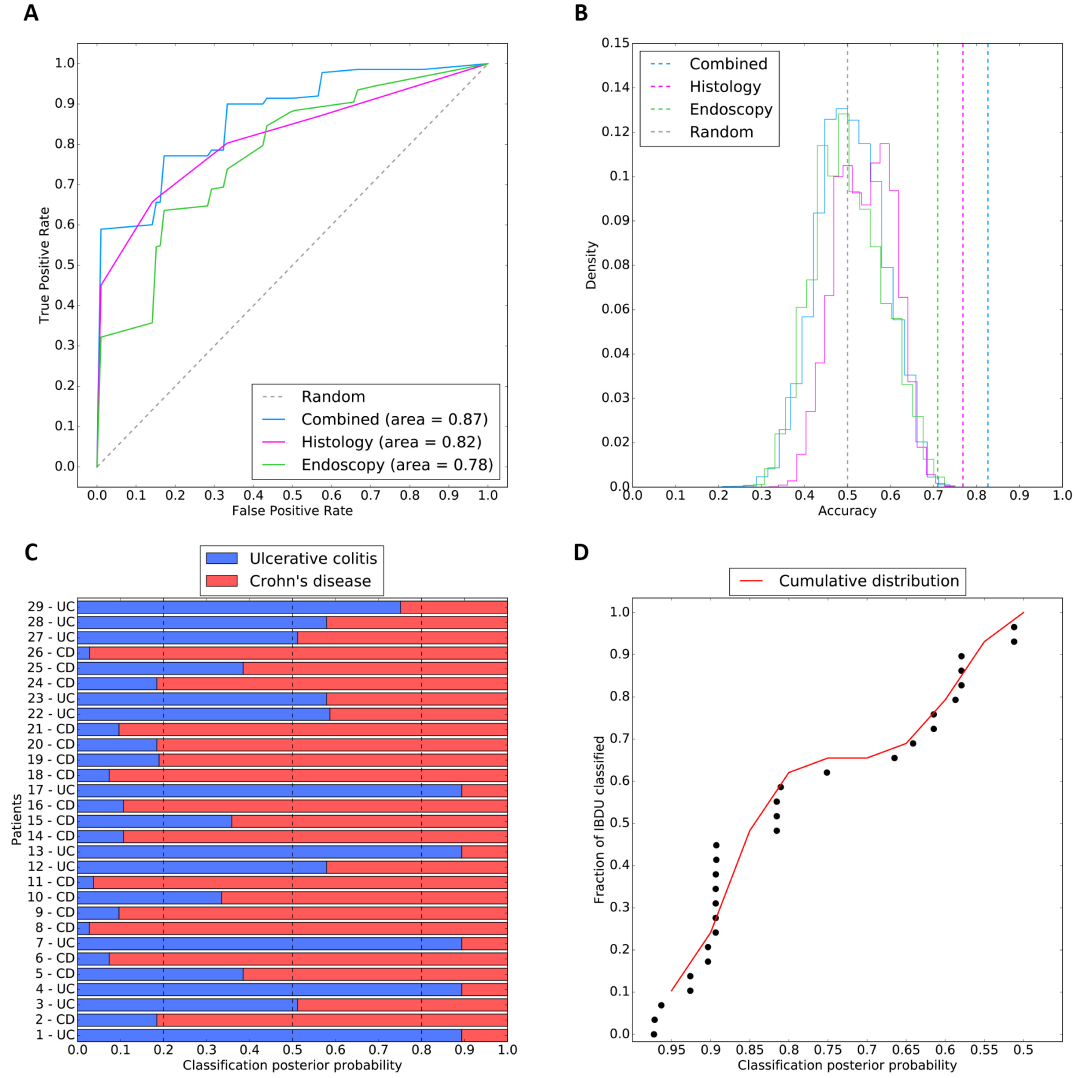 A
True Positive Rate
1.0
0.9
0.8
0.7
0.6
0.5
0.4
0.3
0.2
0.1
0.0
Random
Combined (area = 0.87)
Histology (area = 0.82)
Endoscopy (area = 0.78)
0.0 0.1 0.2 0.3 0.4 0.5 0.6 0.7 0.8 0.9 1.0
False Positive Rate
B
Density
0.15
0.14
0.12
0.1
0.09
0.08
0.06
0.04
0.03
0.02
0.0
Combined
Histology
Endoscopy
Random
0.0 0.1 0.2 0.3 0.4 0.5 0.6 0.7 0.8 0.9 1.0
Accuracy
C
Ulcerative colitis
Crohn's disease
Patients
29 - UC
28 - UC
27 - UC
26 - CD
25 - CD
24 - CD
23 - UC
22 - UC
21 - CD
20 - CD
19 - CD
18 - CD
17 - UC
16 - CD
15 - CD
14 - CD
13 - UC
12 - UC
11 - CD
10 - CD
9 - CD
8 - CD
7 - UC
6 - CD
5 - CD
4 - UC
3 - UC
2 - CD
1 - UC
0.0 0.1 0.2 0.3 0.4 0.5 0.6 0.7 0.8 0.9 1.0
Classification posterior probability
D
Cumulative distribution
Fraction of IBDU classified
1.0
0.9
0.8
0.7
0.6
0.5
0.4
0.3
0.2
0.1
0.0
0.95 0.9 0.85 0.8 0.75 0.7 0.65 0.6 0.55 0.5
Classification posterior probability